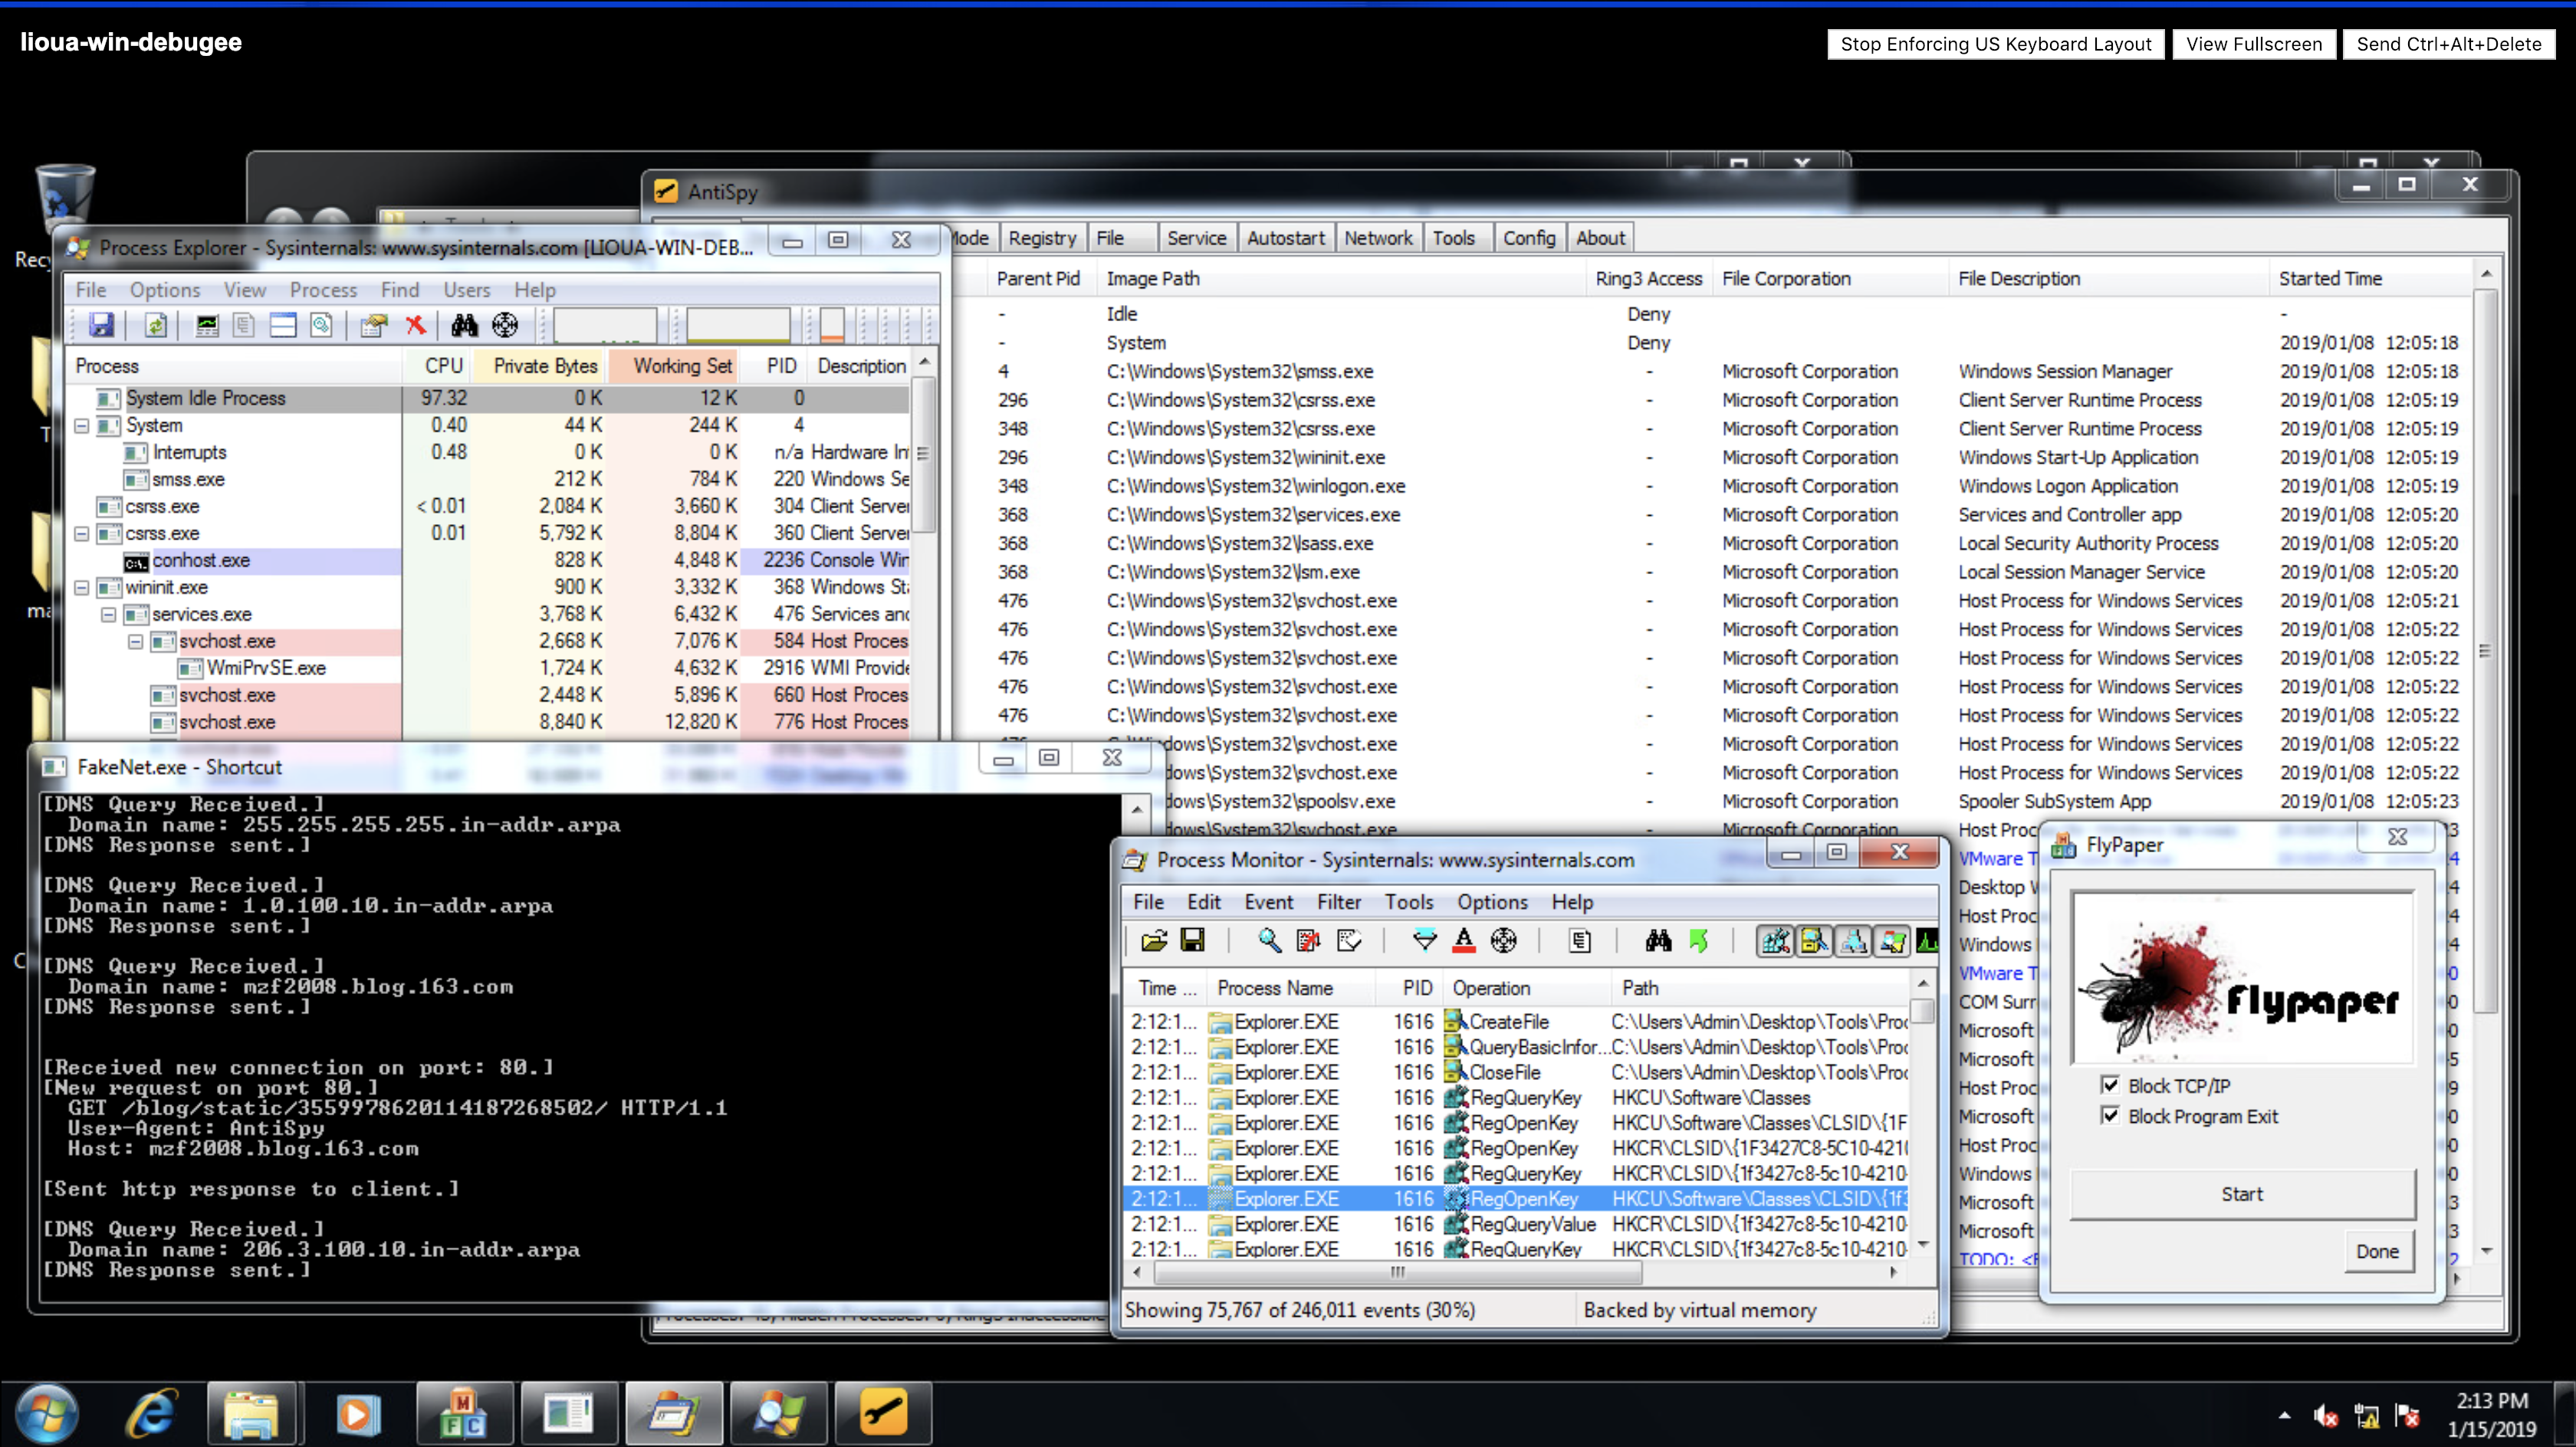 lioua-win-debugee
Stop Enforcing US Keyboard Layout
View Fullscreen
Send Ctrl+Alt+Delete
AntiSpy
Mode Registry File Service Autostart Network Tools Config About
Parent Pid Image Path Ring3 Access File Corporation File Description Started Time
- Idle Deny -
- System Deny 2019/01/08 12:05:18
4 C:\Windows\System32\smss.exe - Microsoft Corporation Windows Session Manager 2019/01/08 12:05:18
296 C:\Windows\System32\csrss.exe - Microsoft Corporation Client Server Runtime Process 2019/01/08 12:05:19
348 C:\Windows\System32\csrss.exe - Microsoft Corporation Client Server Runtime Process 2019/01/08 12:05:19
296 C:\Windows\System32\wininit.exe - Microsoft Corporation Windows Start-Up Application 2019/01/08 12:05:19
348 C:\Windows\System32\winlogon.exe - Microsoft Corporation Windows Logon Application 2019/01/08 12:05:19
368 C:\Windows\System32\services.exe - Microsoft Corporation Services and Controller app 2019/01/08 12:05:20
368 C:\Windows\System32\lsass.exe - Microsoft Corporation Local Security Authority Process 2019/01/08 12:05:20
368 C:\Windows\System32\lsm.exe - Microsoft Corporation Local Session Manager Service 2019/01/08 12:05:20
476 C:\Windows\System32\svchost.exe - Microsoft Corporation Host Process for Windows Services 2019/01/08 12:05:21
476 C:\Windows\System32\svchost.exe - Microsoft Corporation Host Process for Windows Services 2019/01/08 12:05:22
476 C:\Windows\System32\svchost.exe - Microsoft Corporation Host Process for Windows Services 2019/01/08 12:05:22
476 C:\Windows\System32\svchost.exe - Microsoft Corporation Host Process for Windows Services 2019/01/08 12:05:22
476 C:\Windows\System32\svchost.exe - Microsoft Corporation Host Process for Windows Services 2019/01/08 12:05:22
dows\System32\svchost.exe - Microsoft Corporation Host Process for Windows Services 2019/01/08 12:05:22
dows\System32\svchost.exe - Microsoft Corporation Host Process for Windows Services 2019/01/08 12:05:22
dows\System32\spoolsv.exe - Microsoft Corporation Spooler SubSystem App 2019/01/08 12:05:23
dows\System32\svchost.exe - Microsoft Corporation Host Proc
VMware T
Desktop
Host Proc
Windows
VMware T
COM Surr
Microsoft
Microsoft
Host Proc
Microsoft
Host Proc
Windows
Microsoft
Microsoft
TODO: <F
Process Explorer - Sysinternals: www.sysinternals.com [LIOUA-WIN-DEB...
File Options View Process Find Users Help
Process CPU Private Bytes Working Set PID Description
System Idle Process 97.32 0 K 12 K 0
System 0.40 44 K 244 K 4
Interrupts 0.48 0 K 0 K n/a Hardware In
smss.exe 212 K 784 K 220 Windows Se
csrss.exe < 0.01 2,084 K 3,660 K 304 Client Server
csrss.exe 0.01 5,792 K 8,804 K 360 Client Server
conhost.exe 828 K 4,848 K 2236 Console Win
wininit.exe 900 K 3,332 K 368 Windows Sta
services.exe 3,768 K 6,432 K 476 Services and
svchost.exe 2,668 K 7,076 K 584 Host Proces
WmiPrvSE.exe 1,724 K 4,632 K 2916 WMI Provide
svchost.exe 2,448 K 5,896 K 660 Host Proces
svchost.exe 8,840 K 12,820 K 776 Host Proces
FakeNet.exe - Shortcut
[DNS Query Received.]
Domain name: 255.255.255.255.in-addr.arpa
[DNS Response sent.]
[DNS Query Received.]
Domain name: 1.0.100.10.in-addr.arpa
[DNS Response sent.]
[DNS Query Received.]
Domain name: mzf2008.blog.163.com
[DNS Response sent.]
[Received new connection on port: 80.]
[New request on port 80.]
GET /blog/static/35599786201141872685​02/ HTTP/1.1
User-Agent: AntiSpy
Host: mzf2008.blog.163.com
[Sent http response to client.]
[DNS Query Received.]
Domain name: 206.3.100.10.in-addr.arpa
[DNS Response sent.]
Process Monitor - Sysinternals: www.sysinternals.com
File Edit Event Filter Tools Options Help
Time ... Process Name PID Operation Path
2:12:1... Explorer.EXE 1616 CreateFile C:\Users\Admin\Desktop\Tools\Proc
2:12:1... Explorer.EXE 1616 QueryBasicInfor...C:\Users\Admin\Desktop\Tools\Proc
2:12:1... Explorer.EXE 1616 CloseFile C:\Users\Admin\Desktop\Tools\Proc
2:12:1... Explorer.EXE 1616 RegQueryKey HKCU\Software\Classes
2:12:1... Explorer.EXE 1616 RegOpenKey HKCU\Software\Classes\CLSID\{1F
2:12:1... Explorer.EXE 1616 RegOpenKey HKCR\CLSID\{1F3427C8-5C10-4210
2:12:1... Explorer.EXE 1616 RegQueryKey HKCR\CLSID\{1f3427c8-5c10-4210-
2:12:1... Explorer.EXE 1616 RegOpenKey HKCU\Software\Classes\CLSID\{1f3
2:12:1... Explorer.EXE 1616 RegQueryValue HKCR\CLSID\{1f3427c8-5c10-4210-
2:12:1... Explorer.EXE 1616 RegQueryKey HKCR\CLSID\{1f3427c8-5c10-4210-
Showing 75,767 of 246,011 events (30%) Backed by virtual memory
FlyPaper
flypaper
Block TCP/IP
Block Program Exit
Start
Done
2:13 PM
1/15/2019